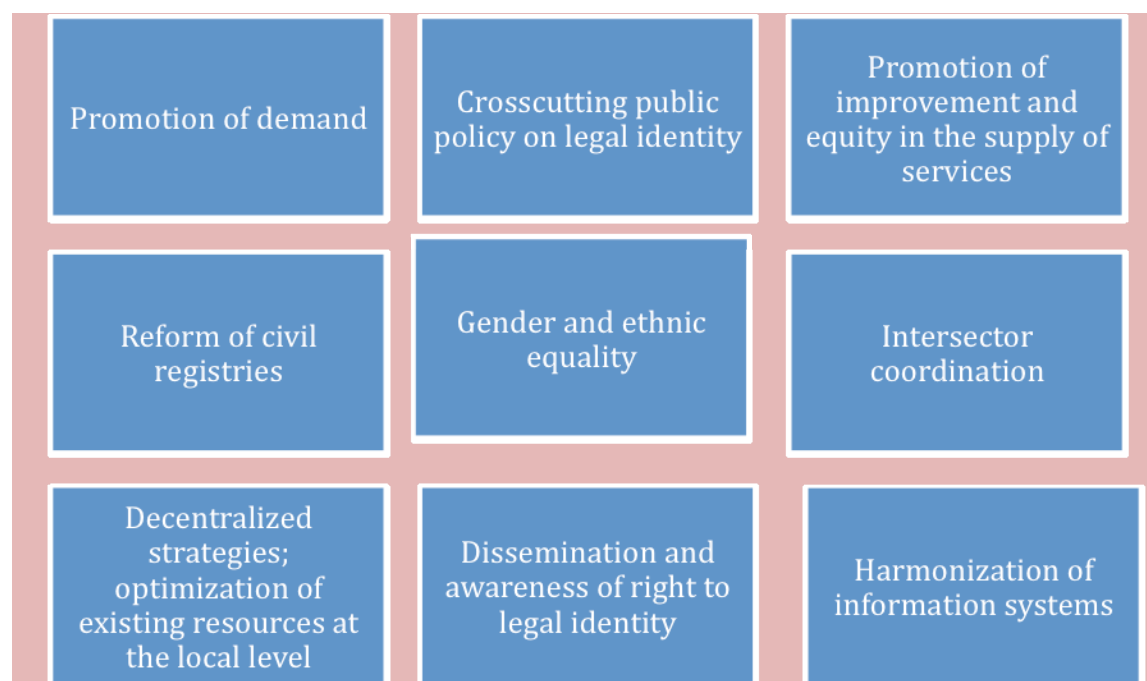 Promotion of demand
Crosscutting public
policy on legal identity
Promotion of
improvement and
equity in the supply of
services
Reform of civil
registries
Gender and ethnic
equality
Intersector
coordination
Decentralized
strategies;
optimization of
existing resources at
the local level
Dissemination and
awareness of right to
legal identity
Harmonization of
information systems